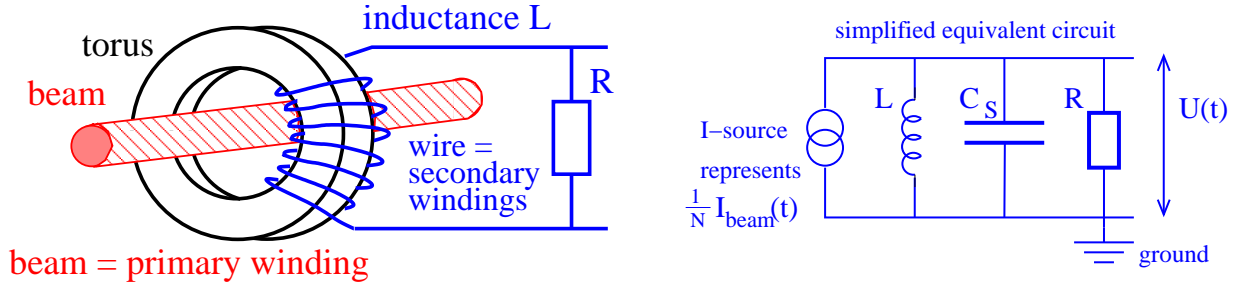 torus
inductance L
beam
R
wire =
secondary
windings
beam = primary winding
simplified equivalent circuit
L
C_S
R
U(t)
I−source
represents
1/N I_beam(t)
ground